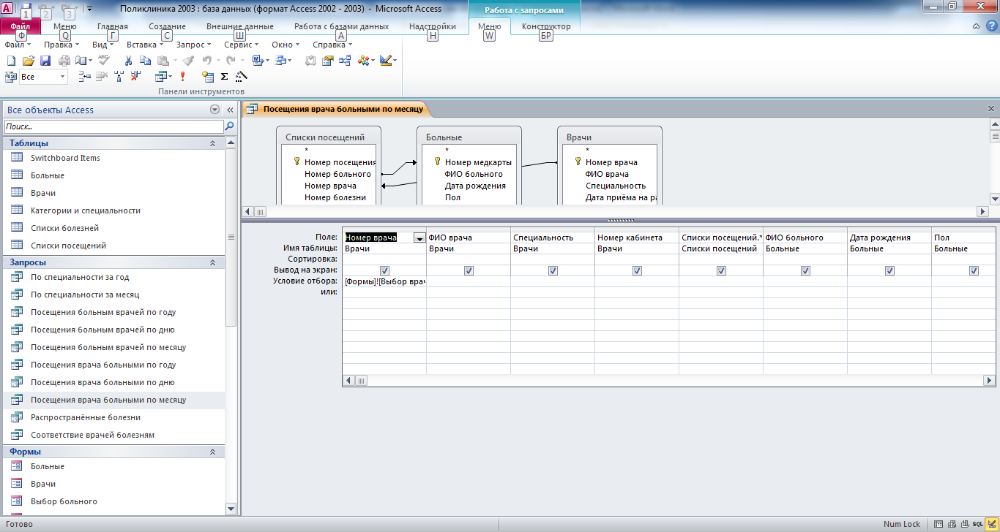 Поликлиника 2003 : база данных (формат Access 2002 - 2003) - Microsoft Access
Работа с запросами
1 2 3
Файл Меню Главная Создание Внешние данные Работа с базами данных Надстройки Меню Конструктор
Ф Q Г С Ш А Н W БР
Файл Правка Вид Вставка Запрос Сервис Окно Справка
Все
Панели инструментов
Все объекты Access
Поиск...
Таблицы
Switchboard Items
Больные
Врачи
Категории и специальности
Списки болезней
Списки посещений
Запросы
По специальности за год
По специальности за месяц
Посещения больным врачей по году
Посещения больным врачей по дню
Посещения больным врачей по месяцу
Посещения врача больными по году
Посещения врача больными по дню
Посещения врача больными по месяцу
Распространённые болезни
Соответствие врачей болезням
Формы
Больные
Врачи
Выбор больного
Посещения врача больными по месяцу
Списки посещений
*
Номер посещения
Номер больного
Номер врача
Номер болезни
Больные
*
Номер медкарты
ФИО больного
Дата рождения
Пол
Врачи
*
Номер врача
ФИО врача
Специальность
Дата приёма на ра
Поле: Номер врача ФИО врача Специальность Номер кабинета Списки посещений.* ФИО больного Дата рождения Пол
Имя таблицы: Врачи Врачи Врачи Врачи Списки посещений Больные Больные Больные
Сортировка:
Вывод на экран:
Условие отбора: [Формы]![Выбор врач
или:
Готово
Num Lock
SQL